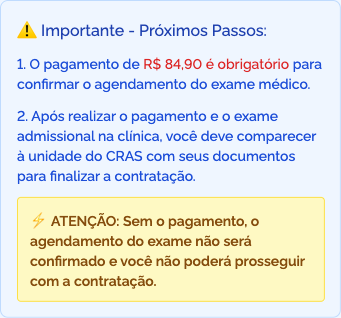 ⚠️ Importante - Próximos Passos:
1. O pagamento de R$ 84,90 é obrigatório para
confirmar o agendamento do exame médico.
2. Após realizar o pagamento e o exame
admissional na clínica, você deve comparecer
à unidade do CRAS com seus documentos
para finalizar a contratação.
⚡ ATENÇÃO: Sem o pagamento, o
agendamento do exame não será
confirmado e você não poderá prosseguir
com a contratação.